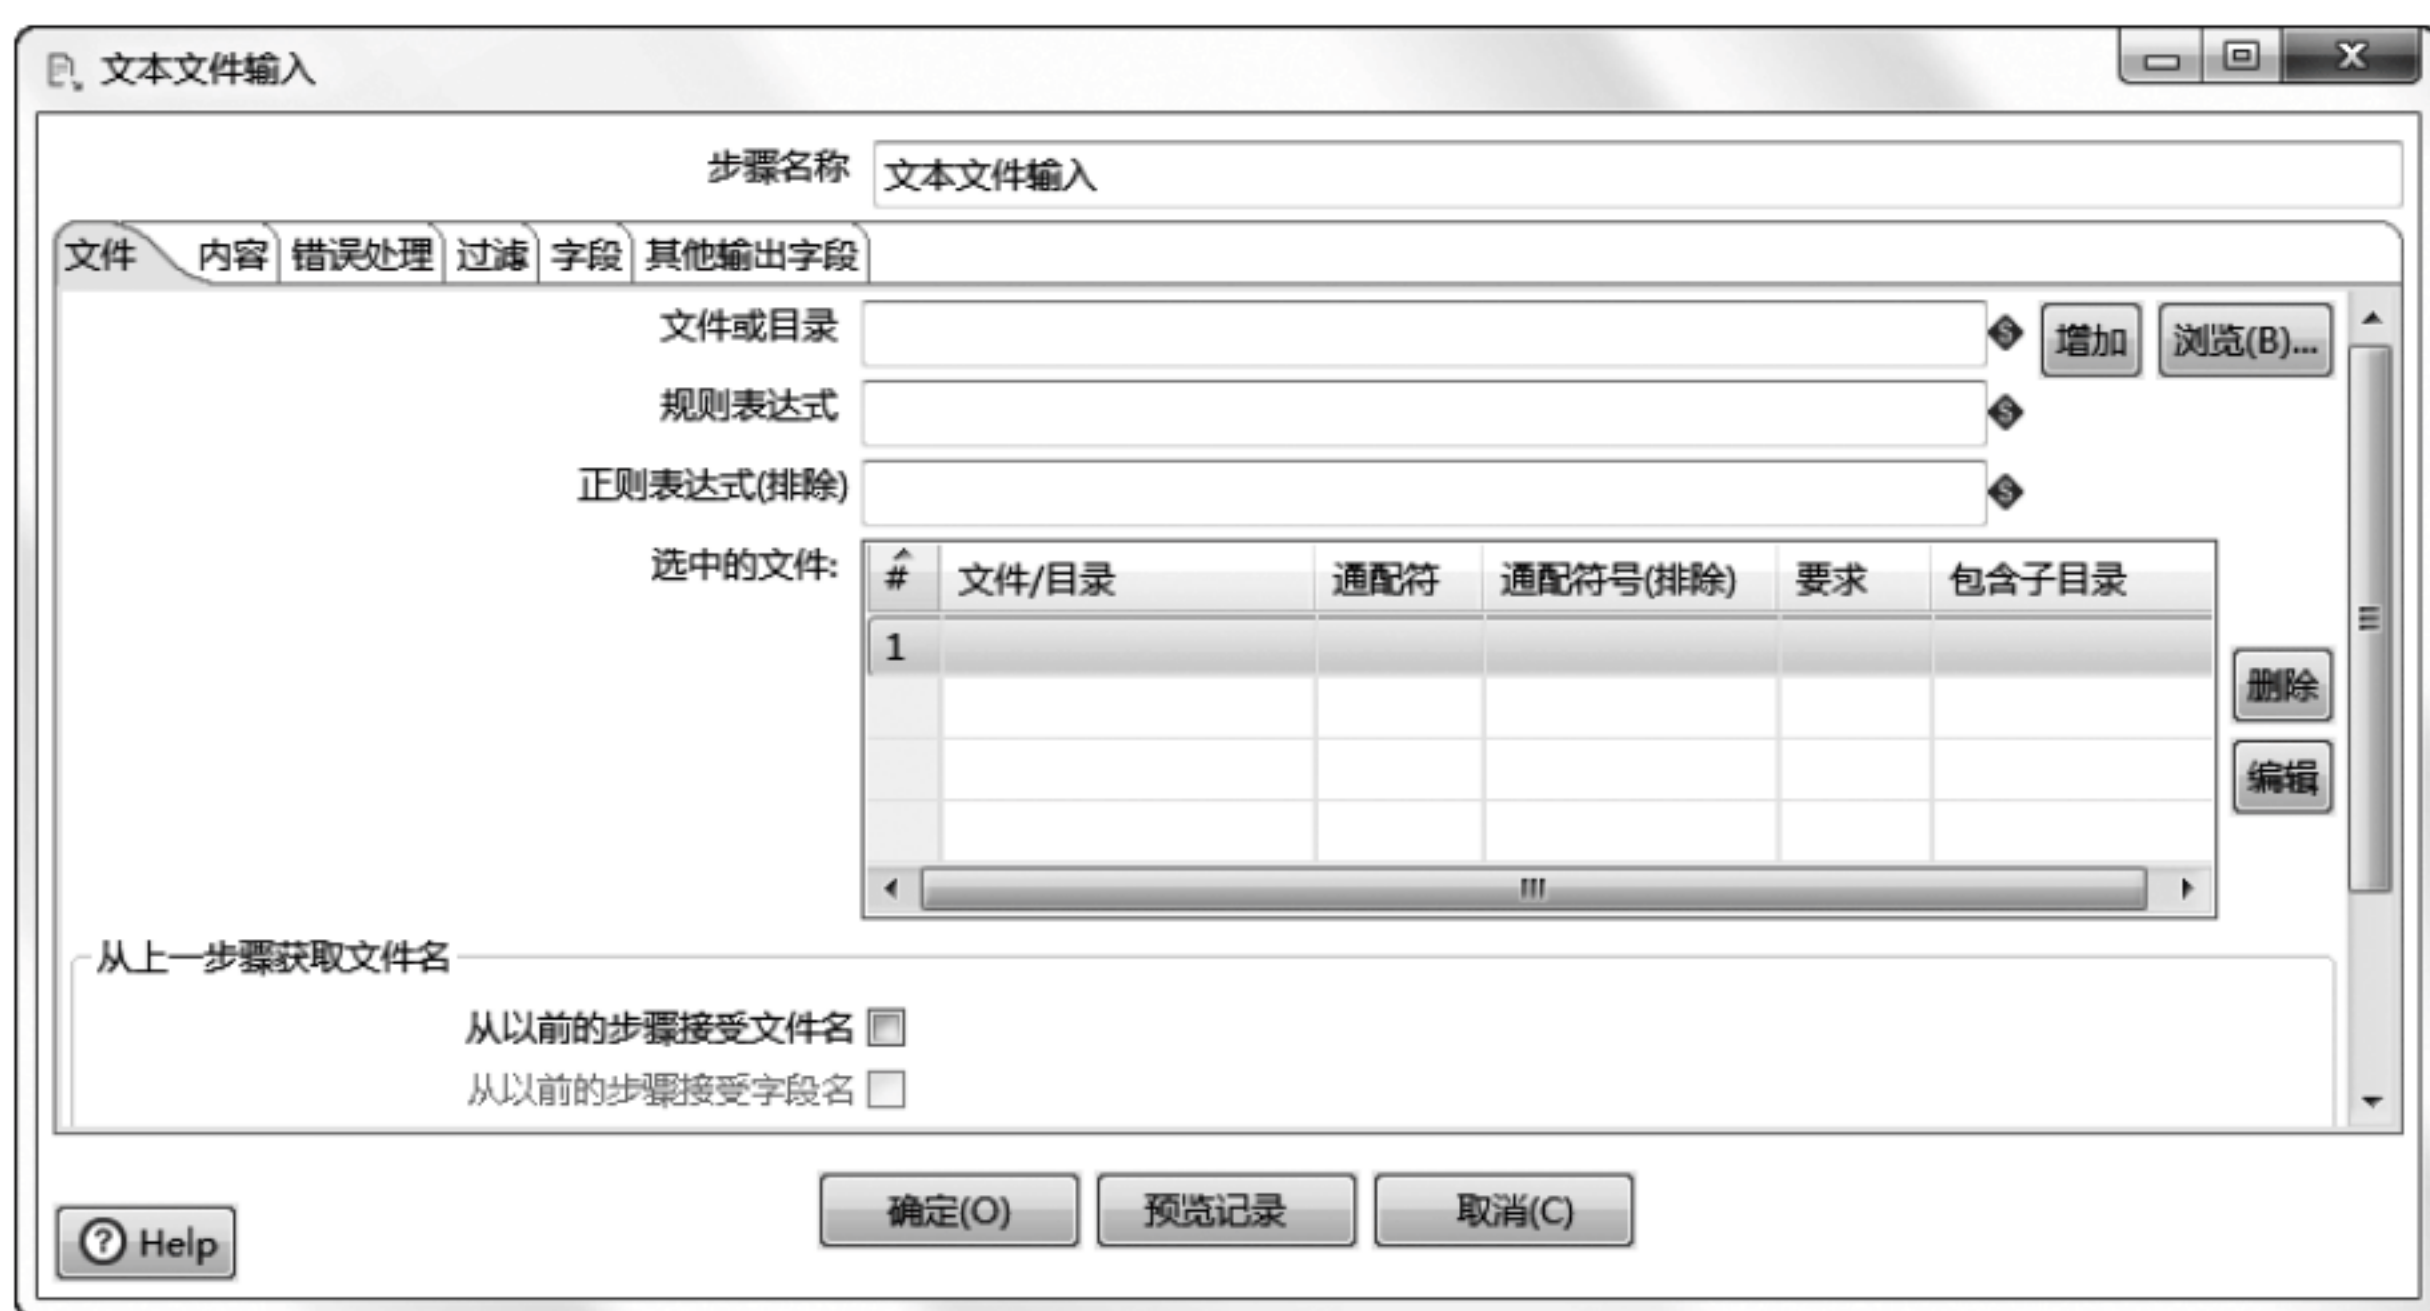 文本文件输入
步骤名称 文本文件输入
文件 内容 错误处理 过滤 字段 其他输出字段
文件或目录 增加 浏览(B)...
规则表达式
正则表达式(排除)
选中的文件: # 文件/目录 通配符 通配符号(排除) 要求 包含子目录
1
删除
编辑
从上一步骤获取文件名
从以前的步骤接受文件名
从以前的步骤接受字段名
确定(O) 预览记录 取消(C)
Help